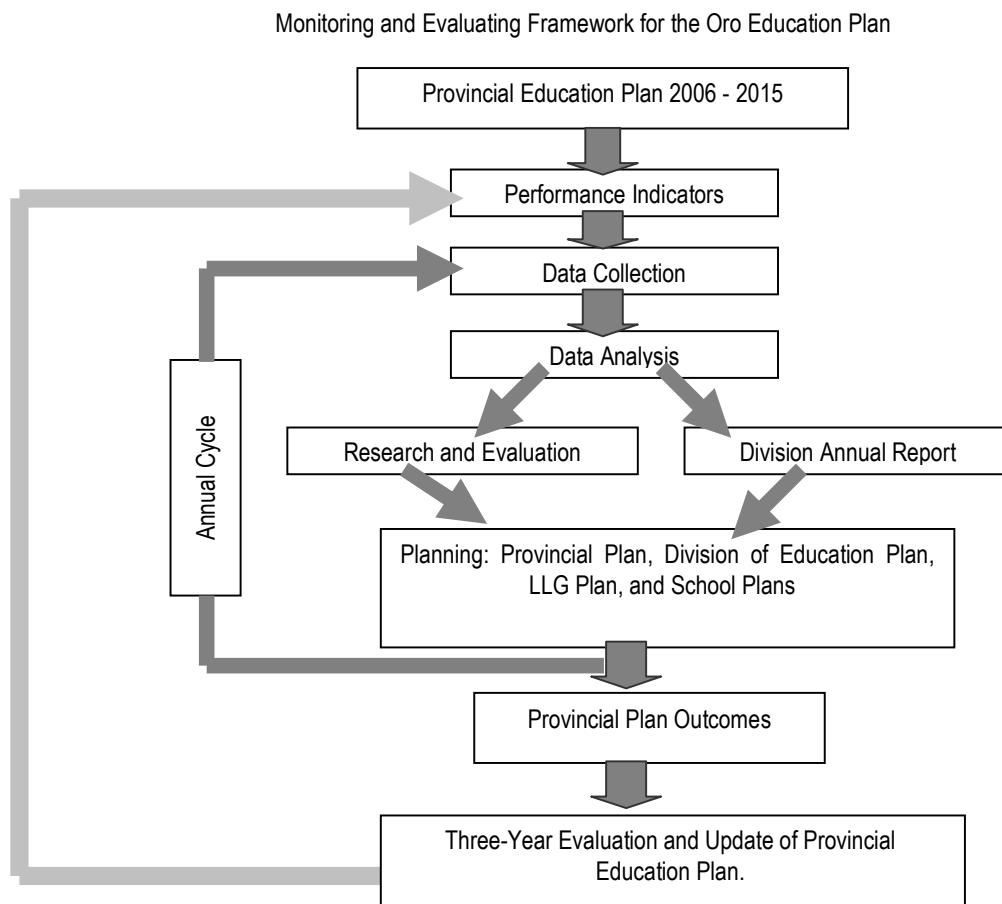 Monitoring and Evaluating Framework for the Oro Education Plan
Provincial Education Plan 2006 - 2015
Performance Indicators
Data Collection
Data Analysis
Annual Cycle
Research and Evaluation
Division Annual Report
Planning: Provincial Plan, Division of Education Plan,
LLG Plan, and School Plans
Provincial Plan Outcomes
Three-Year Evaluation and Update of Provincial
Education Plan.